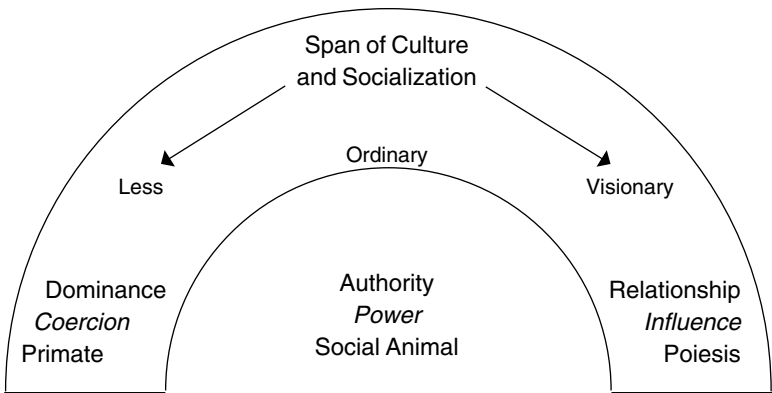 Span of Culture
and Socialization
Ordinary
Less
Visionary
Dominance
Coercion
Primate
Authority
Power
Social Animal
Relationship
Influence
Poiesis